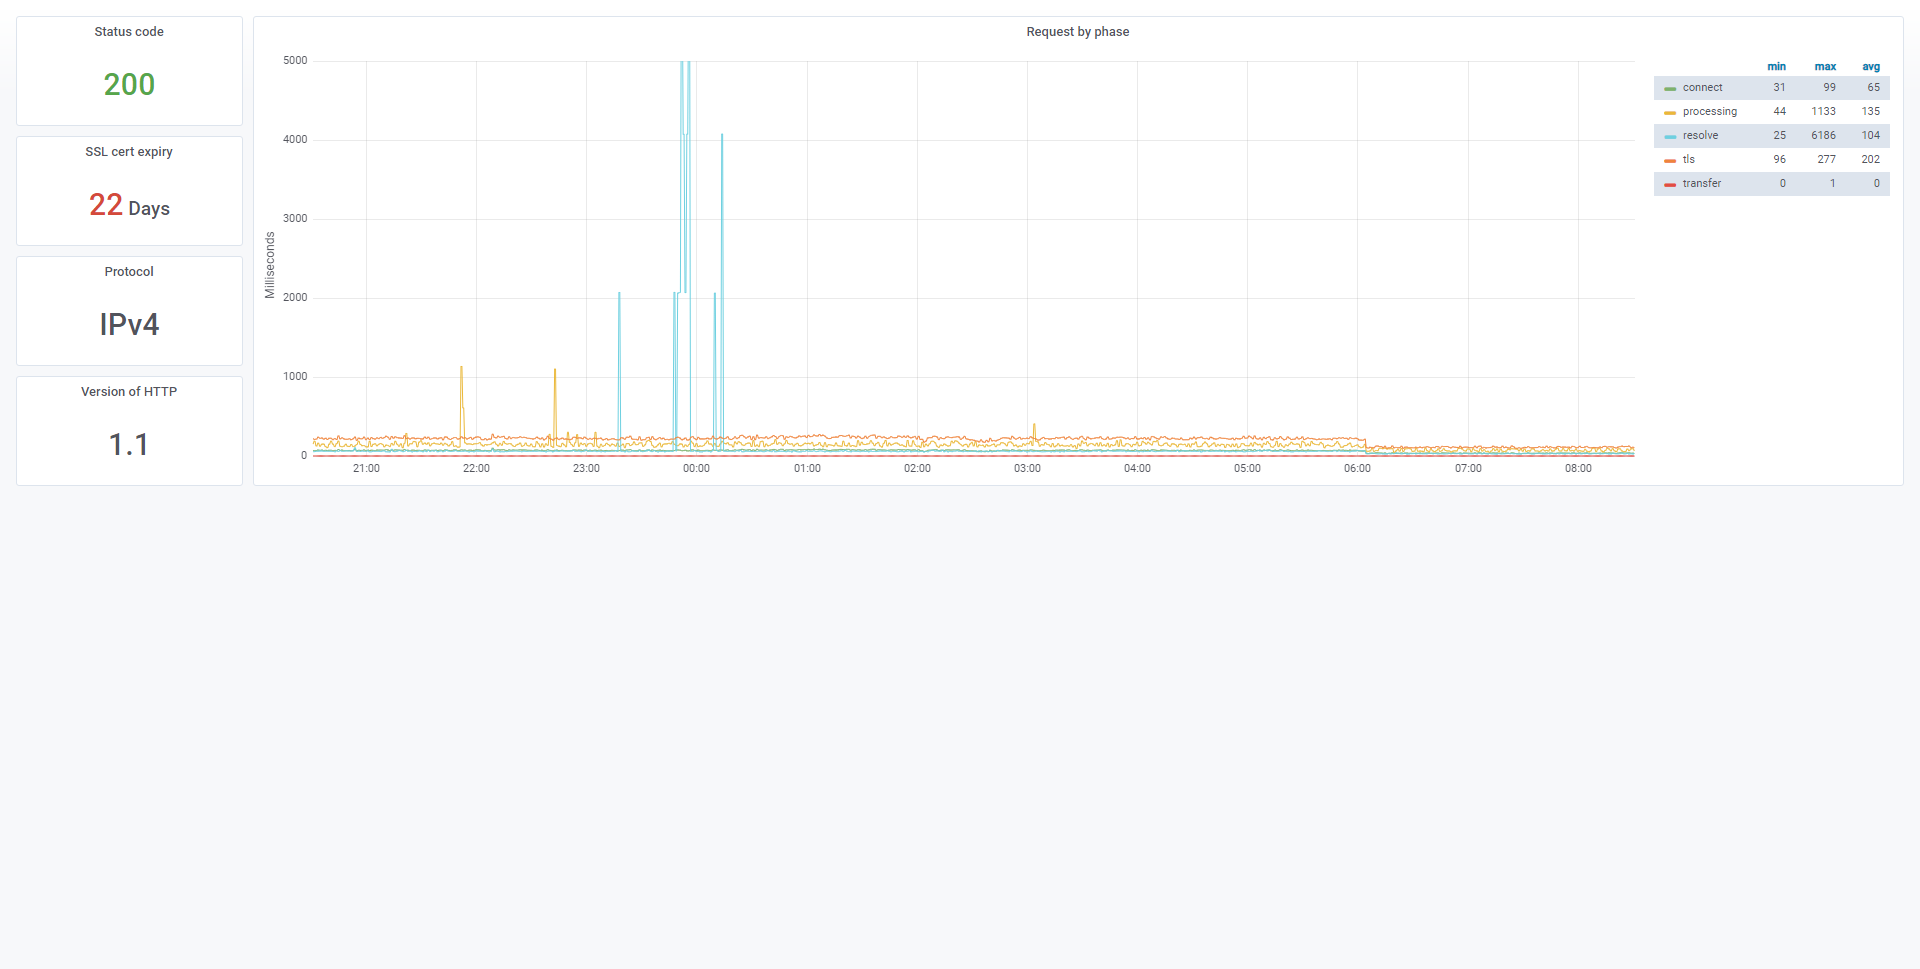 Status code
200
SSL cert expiry
22 Days
Protocol
IPv4
Version of HTTP
1.1
Request by phase
Milliseconds
5000
4000
3000
2000
1000
0
21:00 22:00 23:00 00:00 01:00 02:00 03:00 04:00 05:00 06:00 07:00 08:00
min max avg
connect 31 99 65
processing 44 1133 135
resolve 25 6186 104
tls 96 277 202
transfer 0 1 0